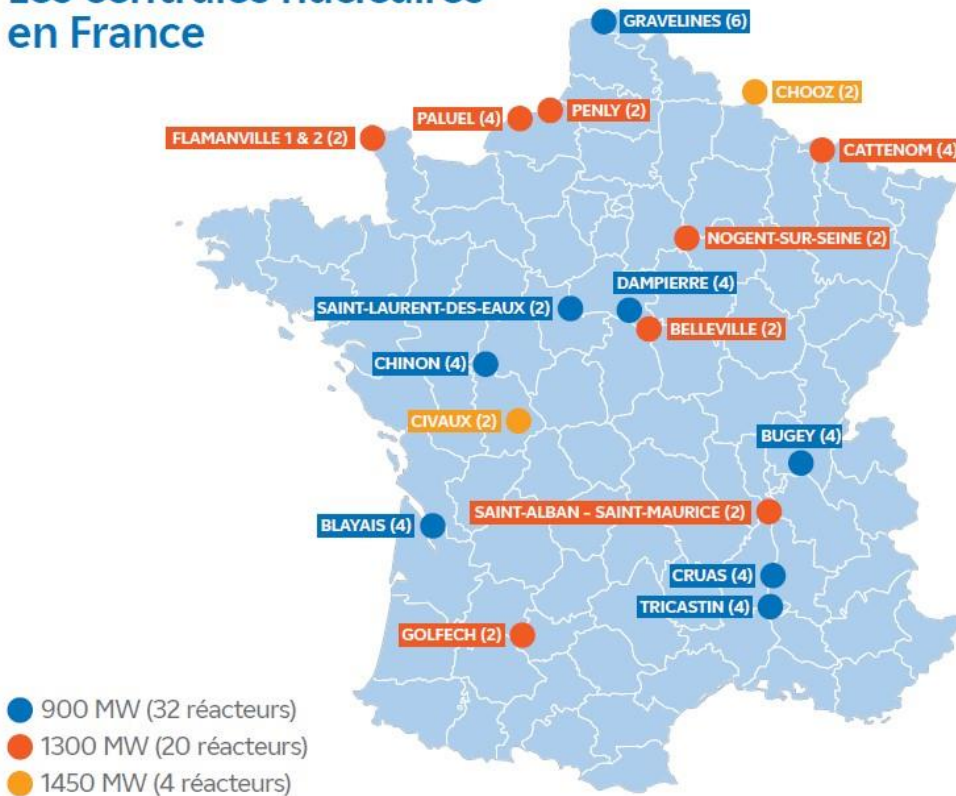 Les centrales nucléaires
en France
GRAVELINES (6)
CHOOZ (2)
PENLY (2)
PALUEL (4)
FLAMANVILLE 1 & 2 (2)
CATTENOM (4)
NOGENT-SUR-SEINE (2)
DAMPIERRE (4)
SAINT-LAURENT-DES-EAUX (2)
BELLEVILLE (2)
CHINON (4)
CIVAUX (2)
BUGEY (4)
SAINT-ALBAN – SAINT-MAURICE (2)
BLAYAIS (4)
CRUAS (4)
TRICASTIN (4)
GOLFECH (2)
900 MW (32 réacteurs)
1300 MW (20 réacteurs)
1450 MW (4 réacteurs)